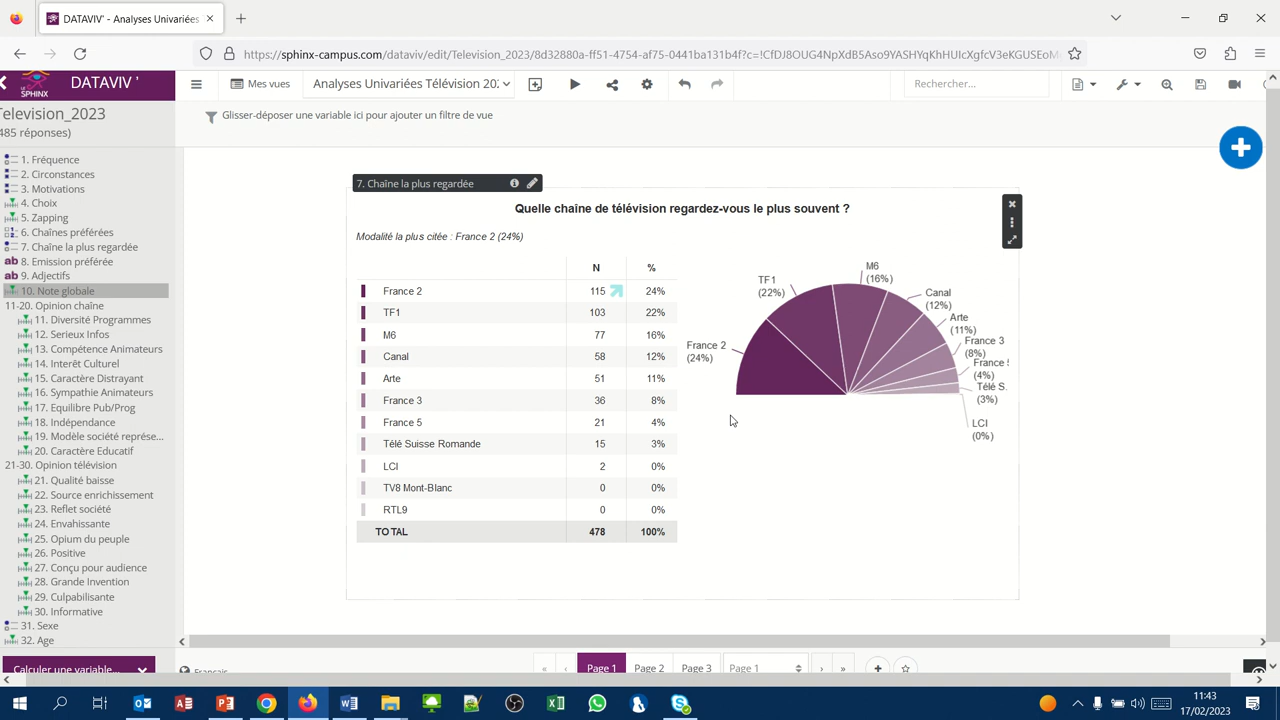 DATAVIV' - Analyses Univariées
https://sphinx-campus.com/dataviv/edit/Television_2023/8d32880a-ff51-4754-af75-0441ba131b4f?c=!CfDJ8OUG4NpXdB5Aso9YASHYqKhHUIcXgfcV3eKGUSEoM
LE SPHINX
DATAVIV '
Mes vues
Analyses Univariées Télévision 202
Rechercher...
Television_2023
485 réponses)
Glisser-déposer une variable ici pour ajouter un filtre de vue
1. Fréquence
2. Circonstances
3. Motivations
4. Choix
5. Zapping
6. Chaînes préférées
7. Chaîne la plus regardée
8. Emission préférée
9. Adjectifs
10. Note globale
11-20. Opinion chaîne
11. Diversité Programmes
12. Serieux Infos
13. Compétence Animateurs
14. Interêt Culturel
15. Caractère Distrayant
16. Sympathie Animateurs
17. Equilibre Pub/Prog
18. Indépendance
19. Modèle société représe...
20. Caractère Educatif
21-30. Opinion télévision
21. Qualité baisse
22. Source enrichissement
23. Reflet société
24. Envahissante
25. Opium du peuple
26. Positive
27. Conçu pour audience
28. Grande Invention
29. Culpabilisante
30. Informative
31. Sexe
32. Age
Calculer une variable
7. Chaîne la plus regardée
Quelle chaîne de télévision regardez-vous le plus souvent ?
Modalité la plus citée : France 2 (24%)
N %
France 2 115 24%
TF1 103 22%
M6 77 16%
Canal 58 12%
Arte 51 11%
France 3 36 8%
France 5 21 4%
Télé Suisse Romande 15 3%
LCI 2 0%
TV8 Mont-Blanc 0 0%
RTL9 0 0%
TOTAL 478 100%
France 2
(24%)
TF1
(22%)
M6
(16%)
Canal
(12%)
Arte
(11%)
France 3
(8%)
France 5
(4%)
Télé S.
(3%)
LCI
(0%)
Français
Page 1 Page 2 Page 3 Page 1
11:43
17/02/2023